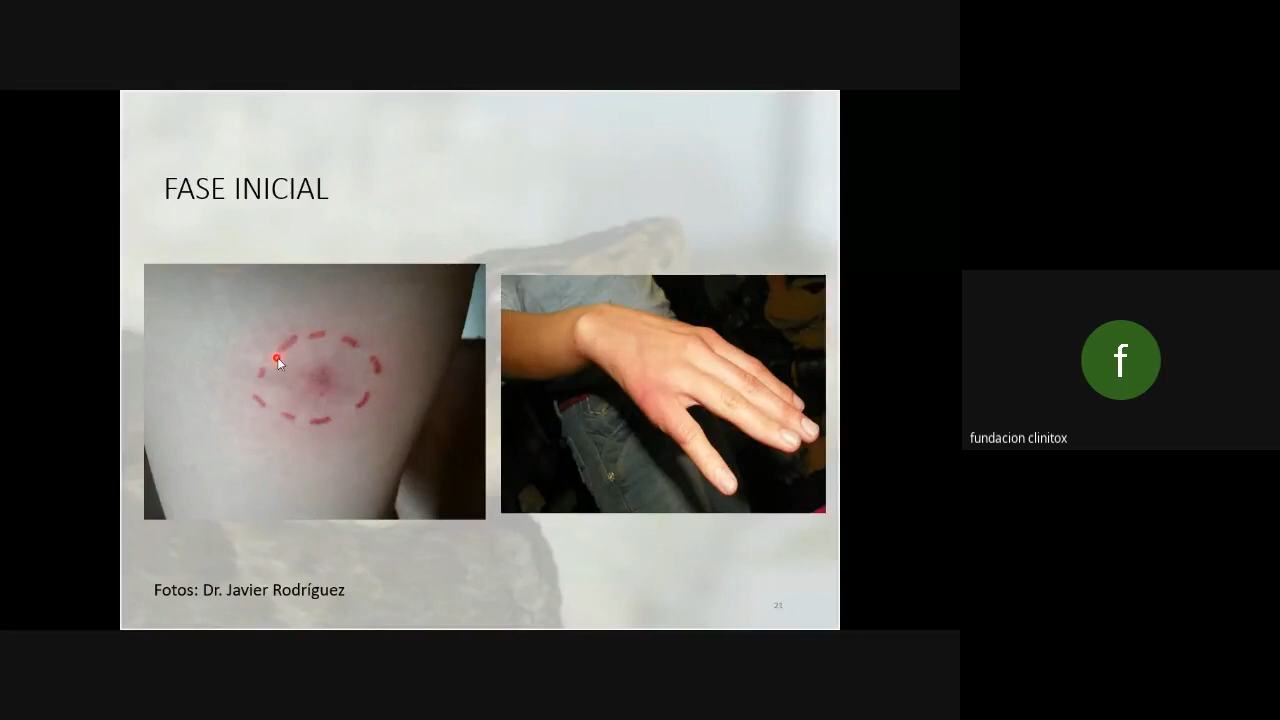 FASE INICIAL
Fotos: Dr. Javier Rodríguez
21
f
fundacion clinitox